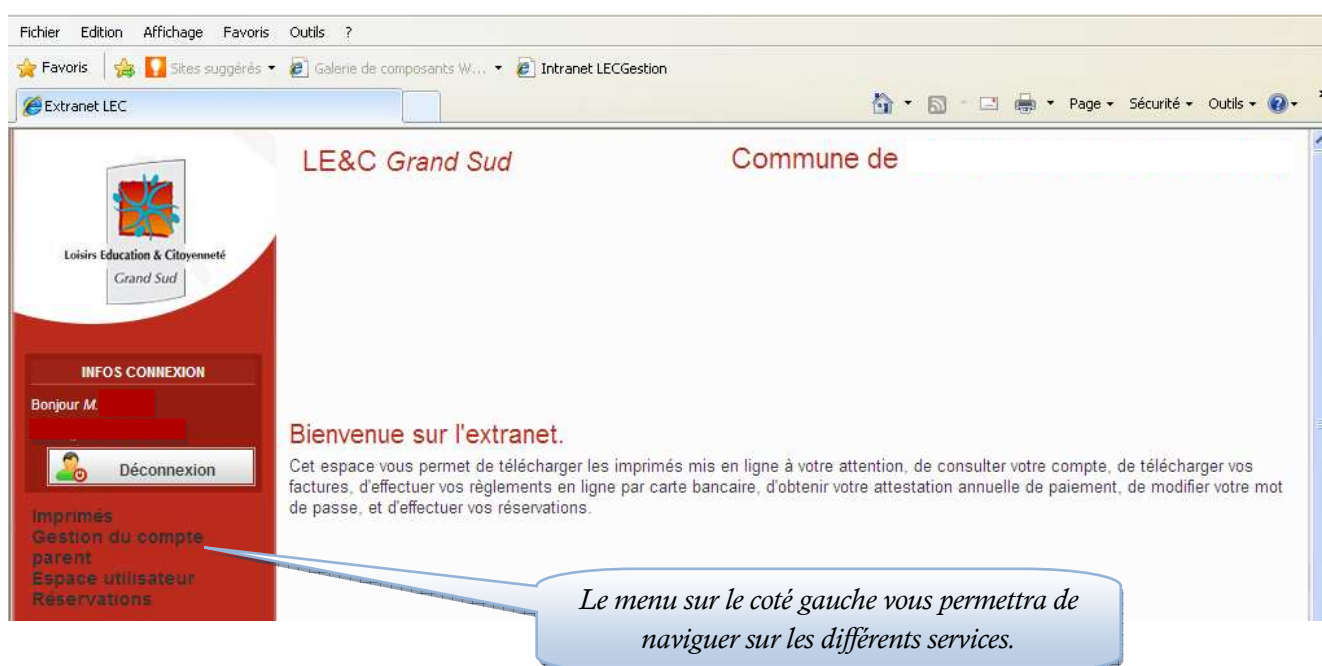 Fichier Edition Affichage Favoris Outils ?
Favoris Sites suggérés Galerie de composants W... Intranet LECGestion
Extranet LEC
Page Sécurité Outils
LE&C Grand Sud
Commune de
Loisirs Education & Citoyenneté
Grand Sud
INFOS CONNEXION
Bonjour M.
Déconnexion
Bienvenue sur l'extranet.
Cet espace vous permet de télécharger les imprimés mis en ligne à votre attention, de consulter votre compte, de télécharger vos
factures, d'effectuer vos règlements en ligne par carte bancaire, d'obtenir votre attestation annuelle de paiement, de modifier votre mot
de passe, et d'effectuer vos réservations.
Imprimés
Gestion du compte
parent
Espace utilisateur
Réservations
Le menu sur le coté gauche vous permettra de
naviguer sur les différents services.